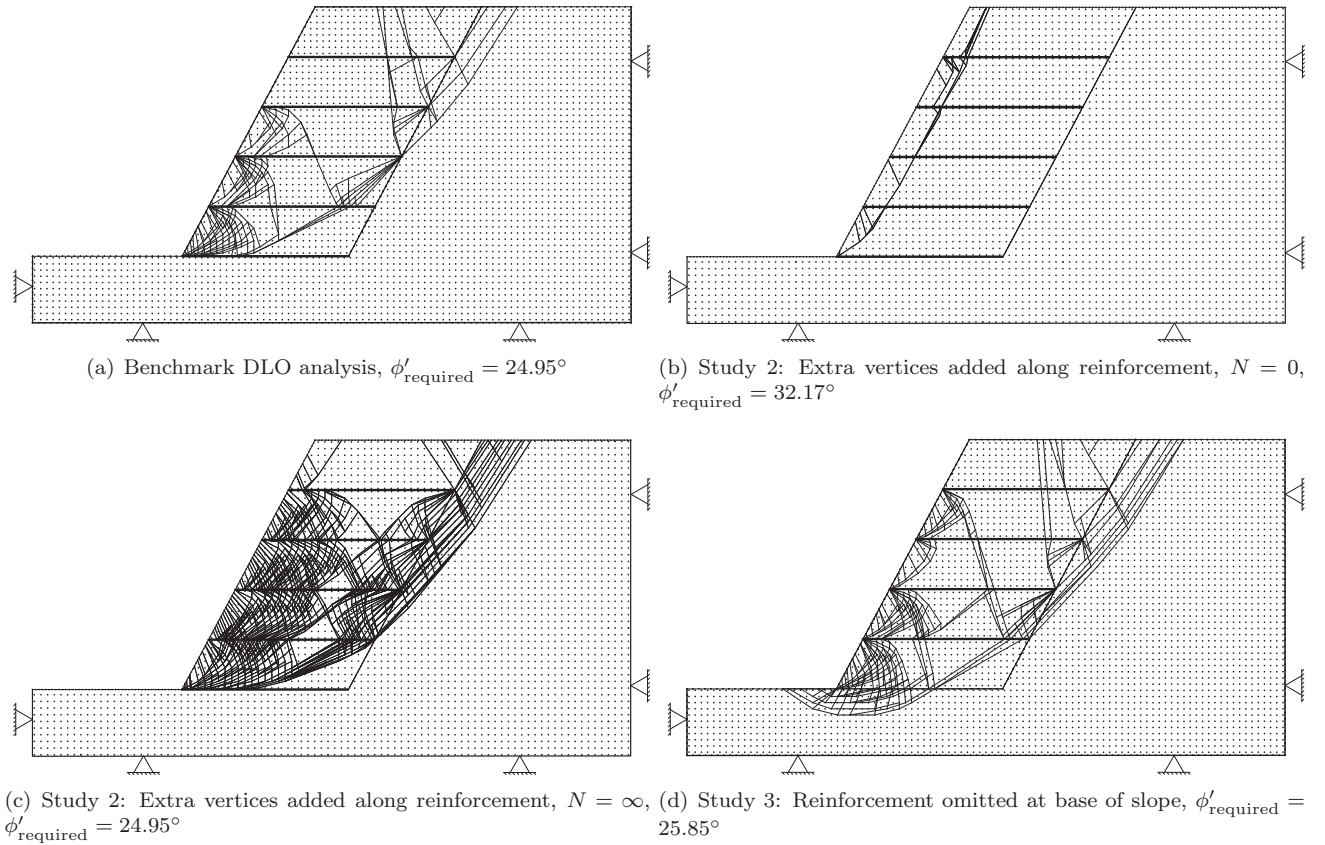 (a) Benchmark DLO analysis, ϕ′required = 24.95°
(b) Study 2: Extra vertices added along reinforcement, N = 0,
ϕ′required = 32.17°
(c) Study 2: Extra vertices added along reinforcement, N = ∞,
ϕ′required = 24.95°
(d) Study 3: Reinforcement omitted at base of slope, ϕ′required =
25.85°